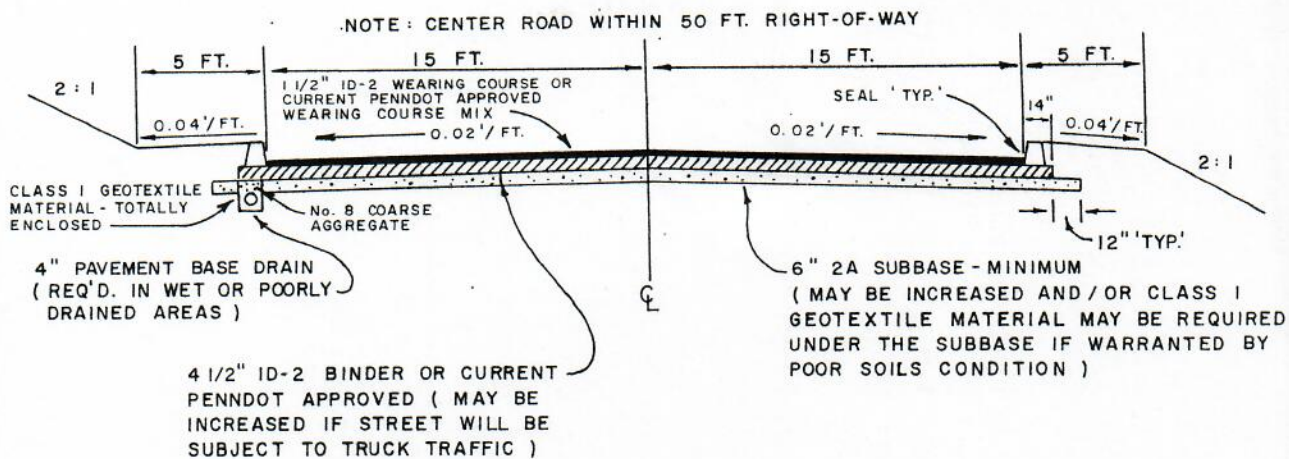 NOTE: CENTER ROAD WITHIN 50 FT. RIGHT-OF-WAY
5 FT.
15 FT.
15 FT.
5 FT.
2:1
1 1/2" ID-2 WEARING COURSE OR
CURRENT PENNDOT APPROVED
WEARING COURSE MIX
SEAL 'TYP.'
14"
0.04'/FT.
0.02'/FT.
0.02'/FT.
0.04'/FT.
2:1
CLASS I GEOTEXTILE
MATERIAL-TOTALLY
ENCLOSED
No. 8 COARSE
AGGREGATE
12" 'TYP.'
4" PAVEMENT BASE DRAIN
(REQ'D. IN WET OR POORLY
DRAINED AREAS)
6" 2A SUBBASE-MINIMUM
(MAY BE INCREASED AND/OR CLASS I
GEOTEXTILE MATERIAL MAY BE REQUIRED
UNDER THE SUBBASE IF WARRANTED BY
POOR SOILS CONDITION)
CL
4 1/2" ID-2 BINDER OR CURRENT
PENNDOT APPROVED (MAY BE
INCREASED IF STREET WILL BE
SUBJECT TO TRUCK TRAFFIC)